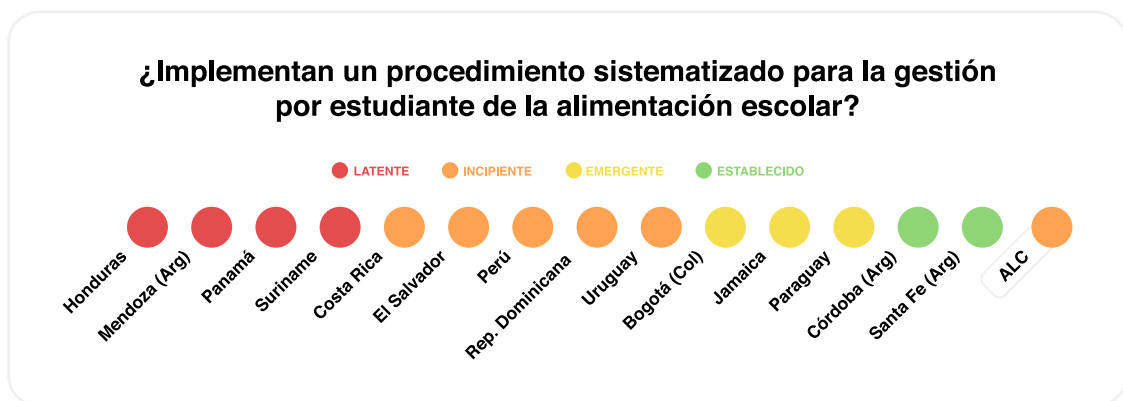 ¿Implementan un procedimiento sistematizado para la gestión
por estudiante de la alimentación escolar?
LATENTE
INCIPIENTE
EMERGENTE
ESTABLECIDO
Honduras
Mendoza (Arg)
Panamá
Suriname
Costa Rica
El Salvador
Perú
Rep. Dominicana
Uruguay
Bogotá (Col)
Jamaica
Paraguay
Córdoba (Arg)
Santa Fe (Arg)
ALC